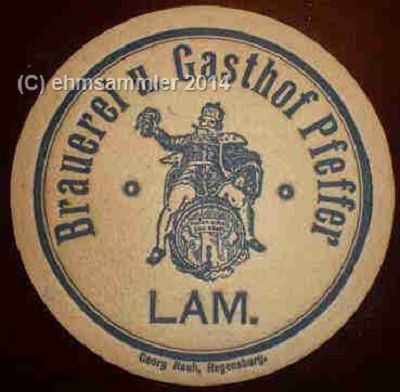 (C) ehmsammler 2014
Brauerei u. Gasthof Pfeffer
LAM.
Georg Rauh, Regensburg.